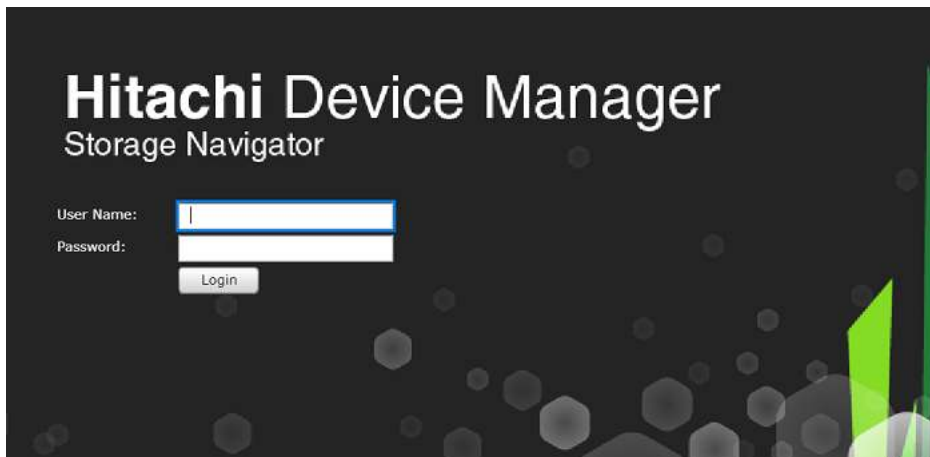 Hitachi Device Manager
Storage Navigator
User Name:
Password:
Login